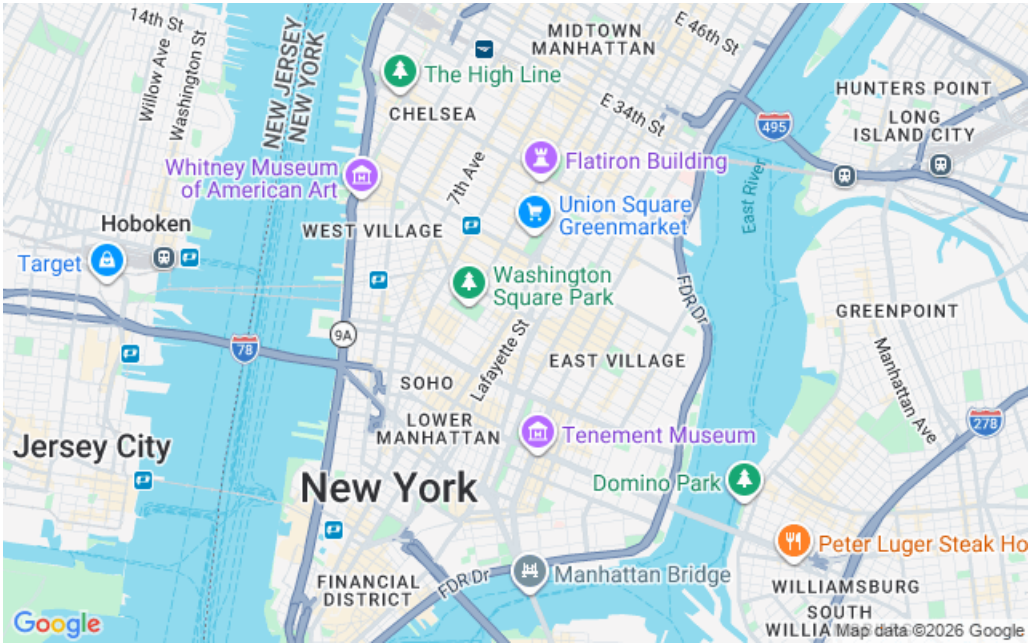 14th St
Willow Ave
Washington St
NEW JERSEY
NEW YORK
7th Ave
The High Line
CHELSEA
MIDTOWN
MANHATTAN
E 46th St
E 34th St
495
HUNTERS POINT
LONG
ISLAND CITY
East River
Whitney Museum
of American Art
Flatiron Building
Union Square
Greenmarket
WEST VILLAGE
Hoboken
Target
Washington
Square Park
FDR Dr
GREENPOINT
9A
78
Lafayette St
EAST VILLAGE
SOHO
Manhattan Ave
LOWER
MANHATTAN
278
Tenement Museum
Jersey City
New York
Domino Park
Peter Luger Steak Ho
FINANCIAL
DISTRICT
FDR Dr
Manhattan Bridge
WILLIAMSBURG
SOUTH
WILLIA
Google
Map data ©2026 Google